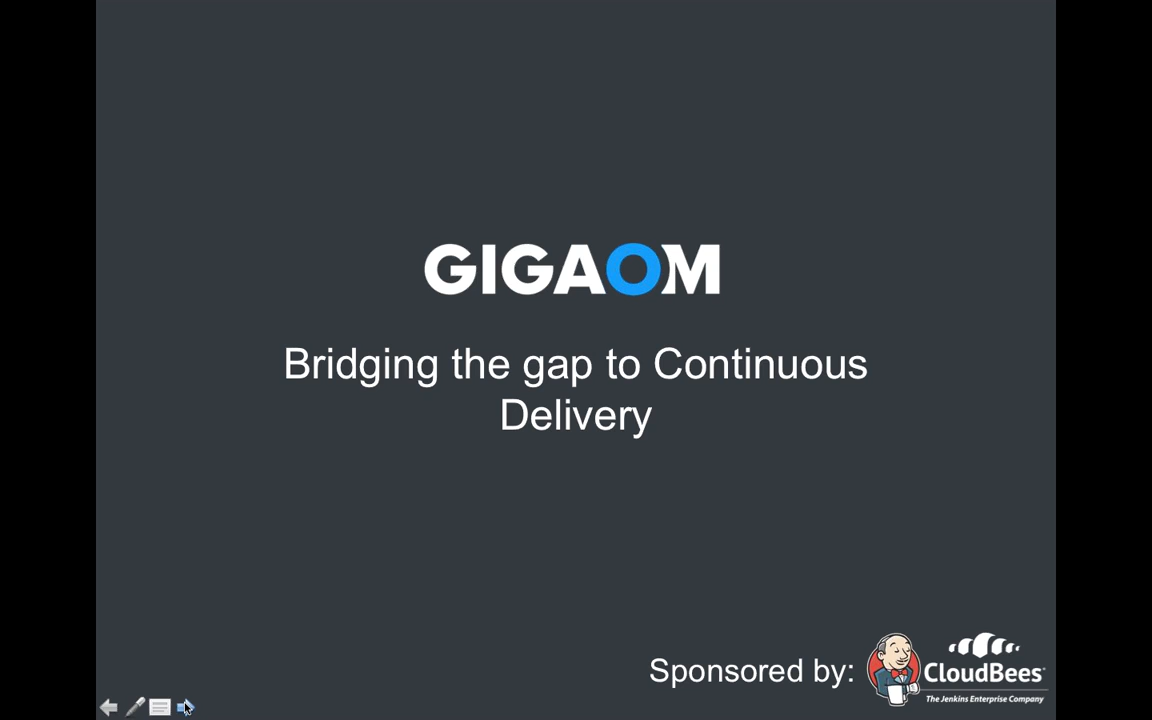 GIGAOM
Bridging the gap to Continuous
Delivery
Sponsored by:
CloudBees
The Jenkins Enterprise Company